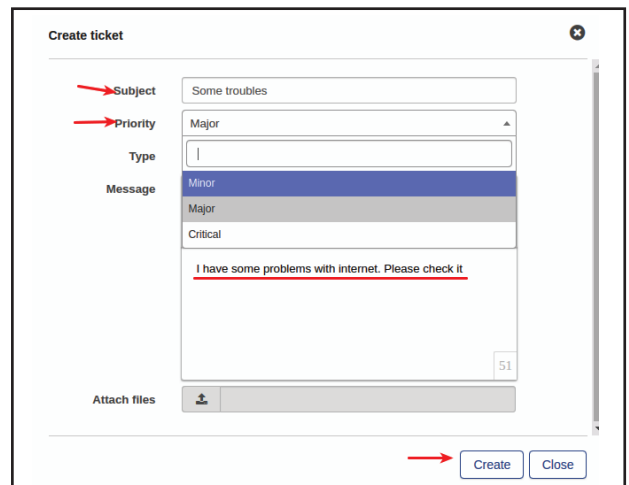 Create ticket
Subject Some troubles
Priority Major
Type
Message Minor
Major
Critical
I have some problems with internet. Please check it
51
Attach files
Create Close